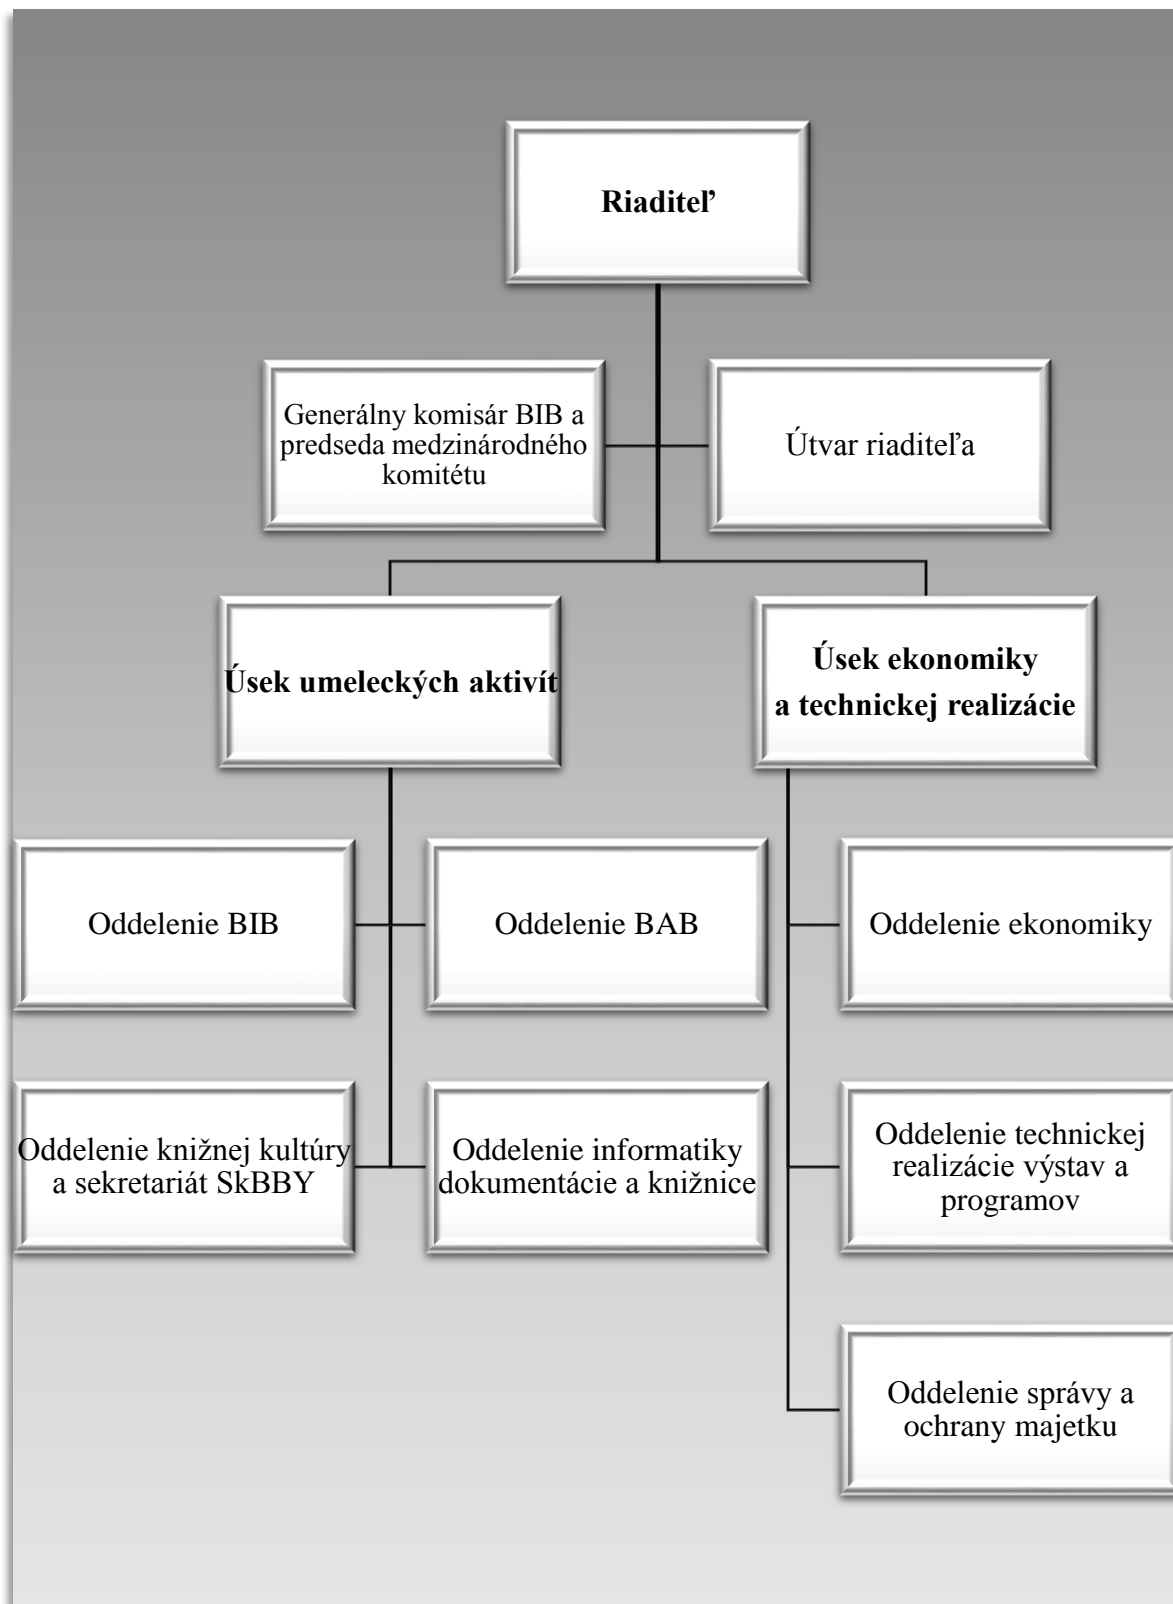 Riaditeľ
Generálny komisár BIB a
predseda medzinárodného
komitétu
Útvar riaditeľa
Úsek umeleckých aktivít
Úsek ekonomiky
a technickej realizácie
Oddelenie BIB
Oddelenie BAB
Oddelenie ekonomiky
Oddelenie knižnej kultúry
a sekretariát SkBBY
Oddelenie informatiky
dokumentácie a knižnice
Oddelenie technickej
realizácie výstav a
programov
Oddelenie správy a
ochrany majetku